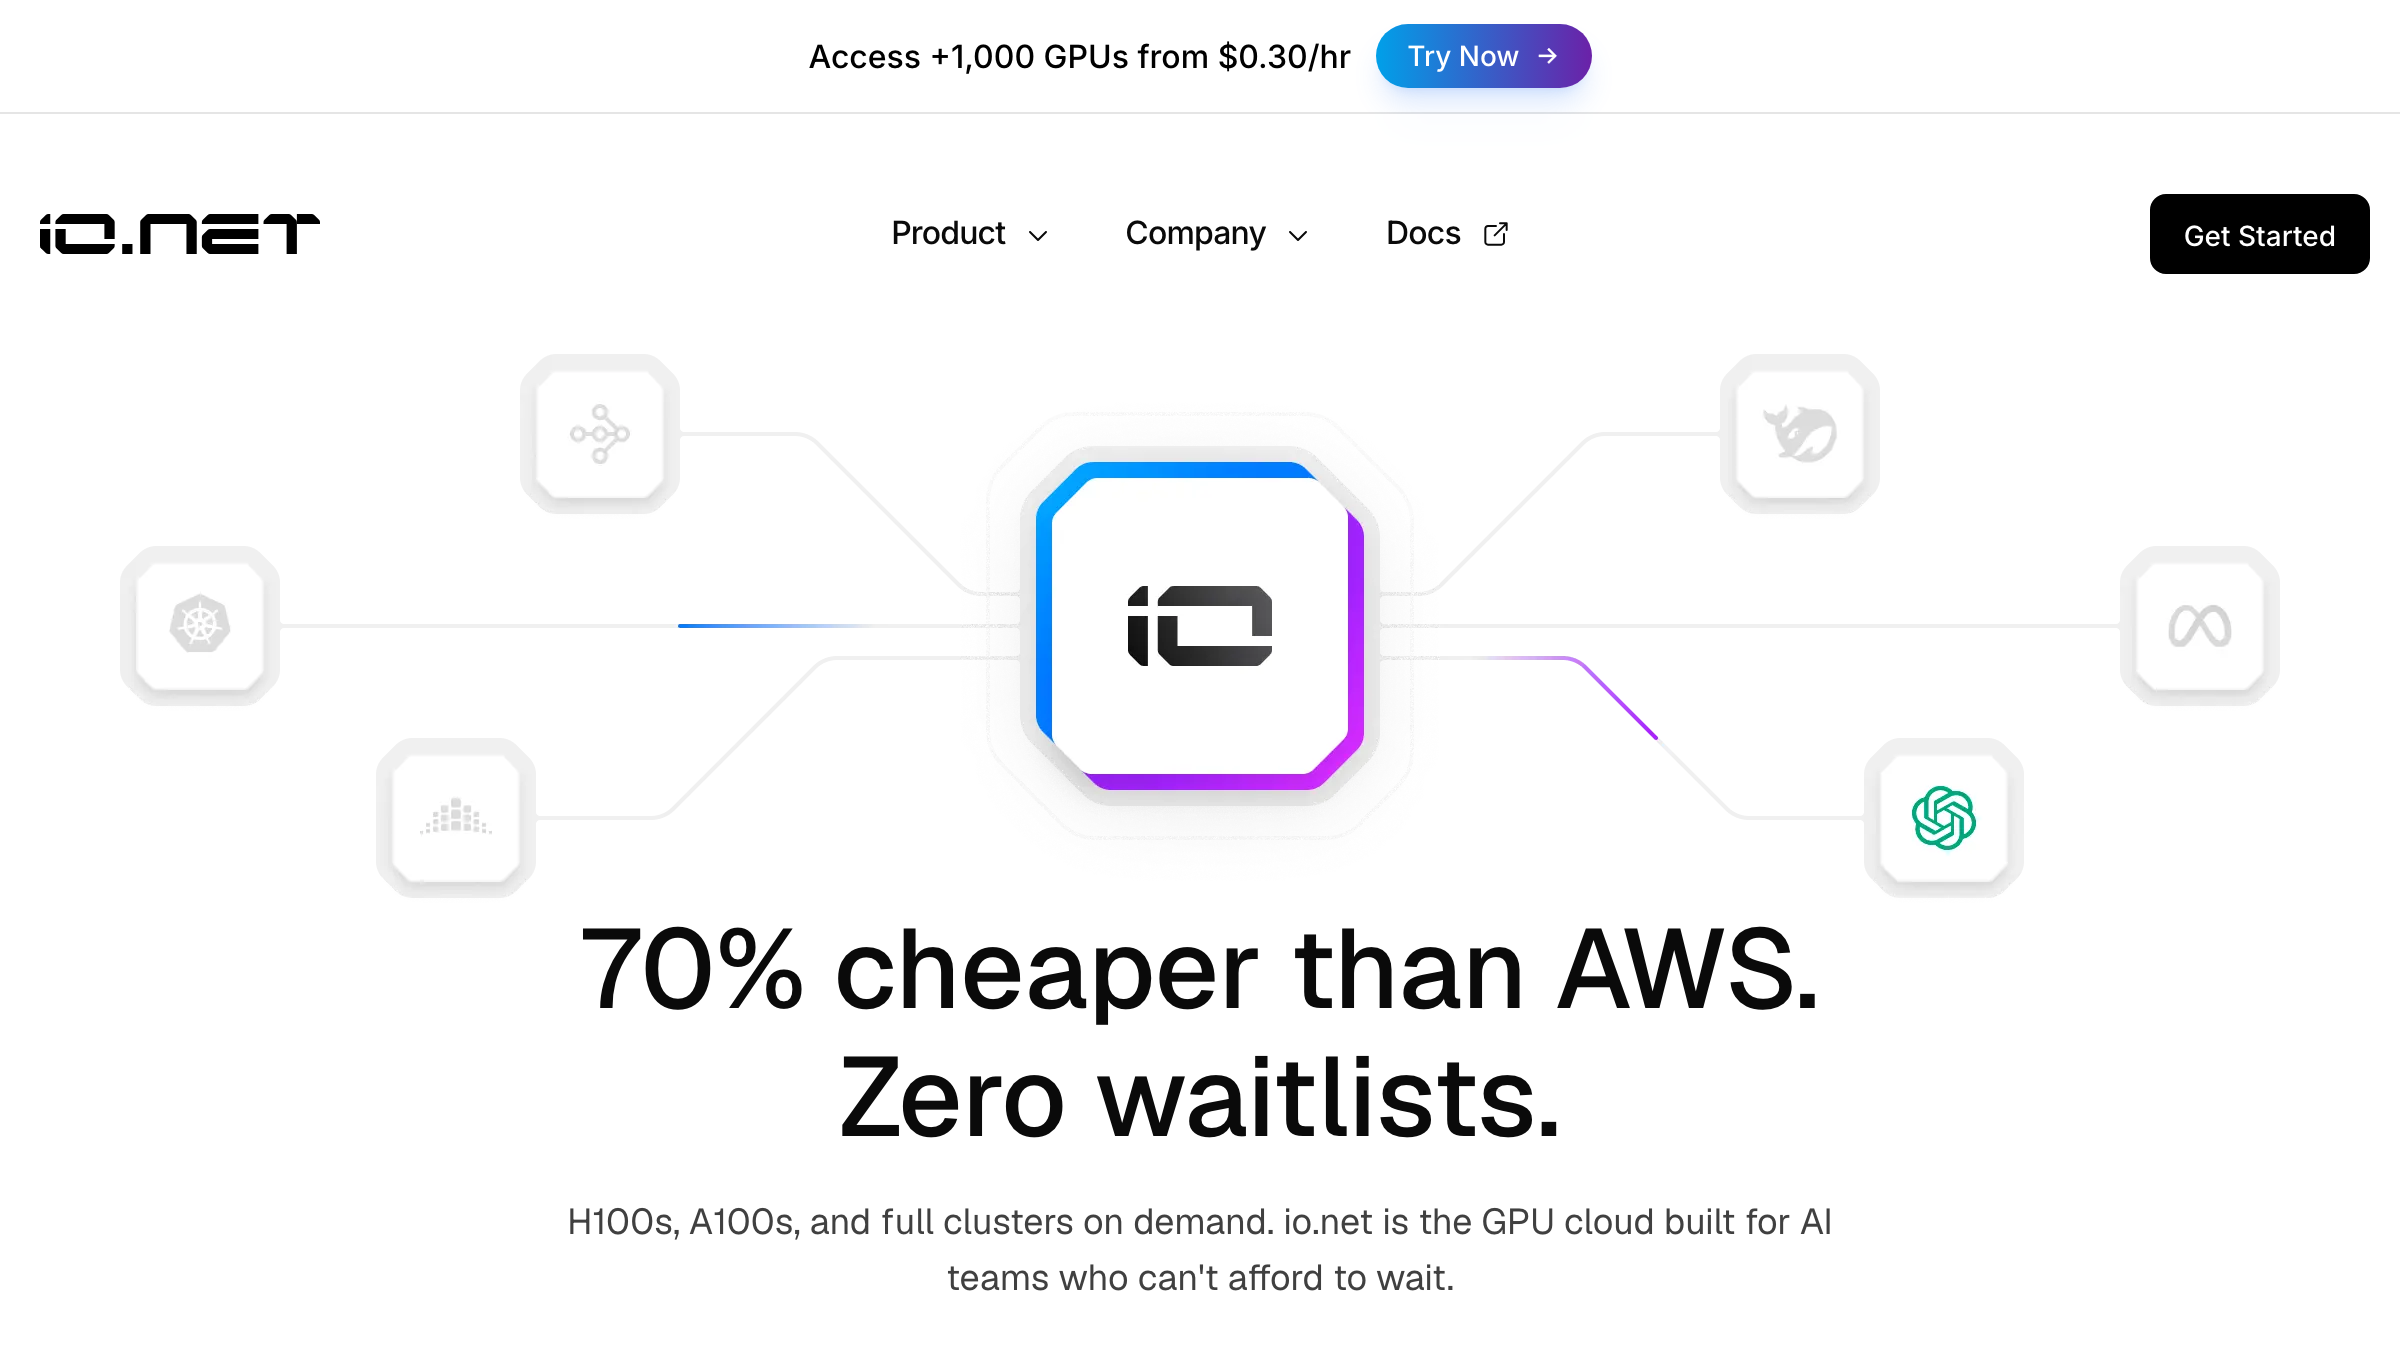 Access +1,000 GPUs from $0.30/hr
Try Now
io.net
Product
Company
Docs
Get Started
io
70% cheaper than AWS.
Zero waitlists.
H100s, A100s, and full clusters on demand. io.net is the GPU cloud built for AI
teams who can't afford to wait.